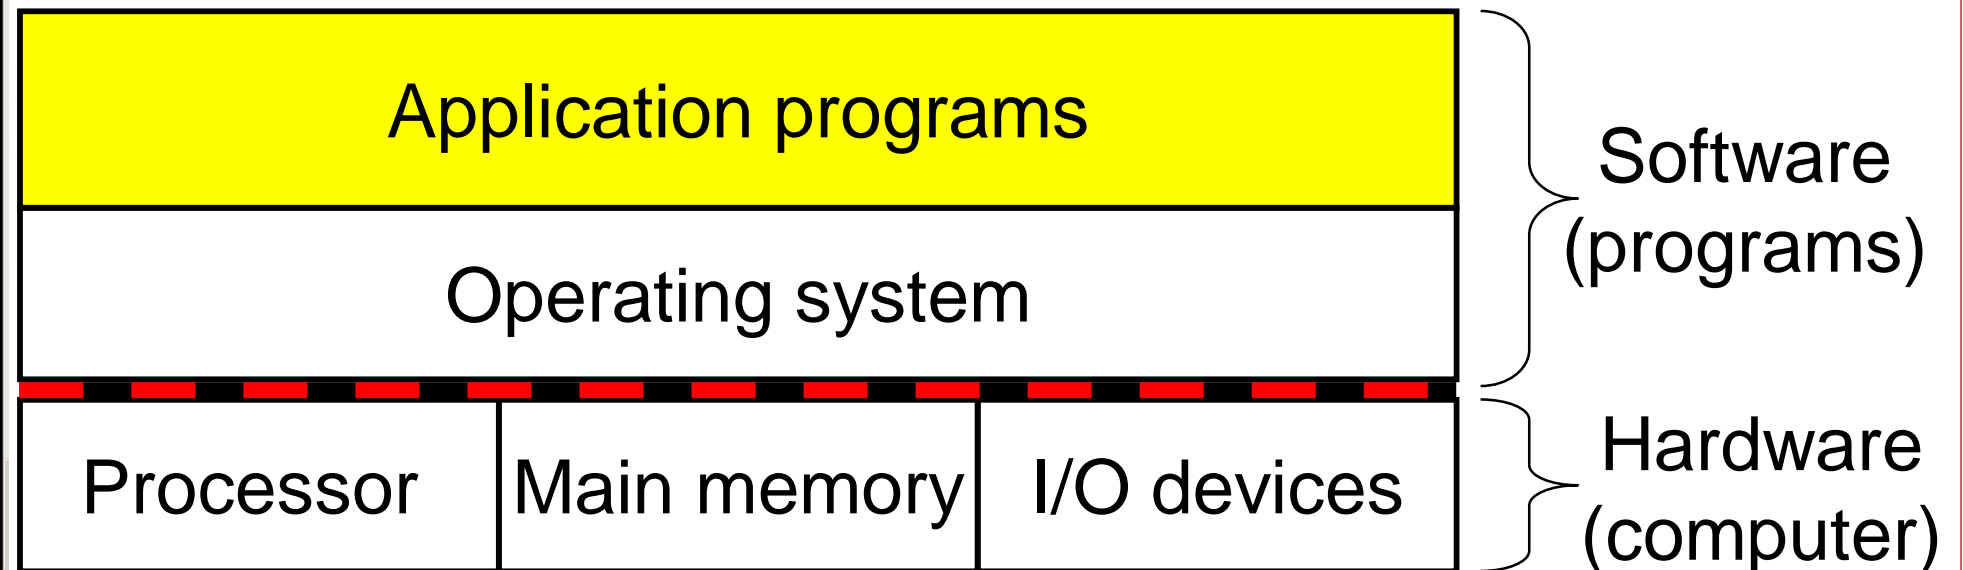 Application programs
Operating system
Software
(programs)
Processor
Main memory
I/O devices
Hardware
(computer)